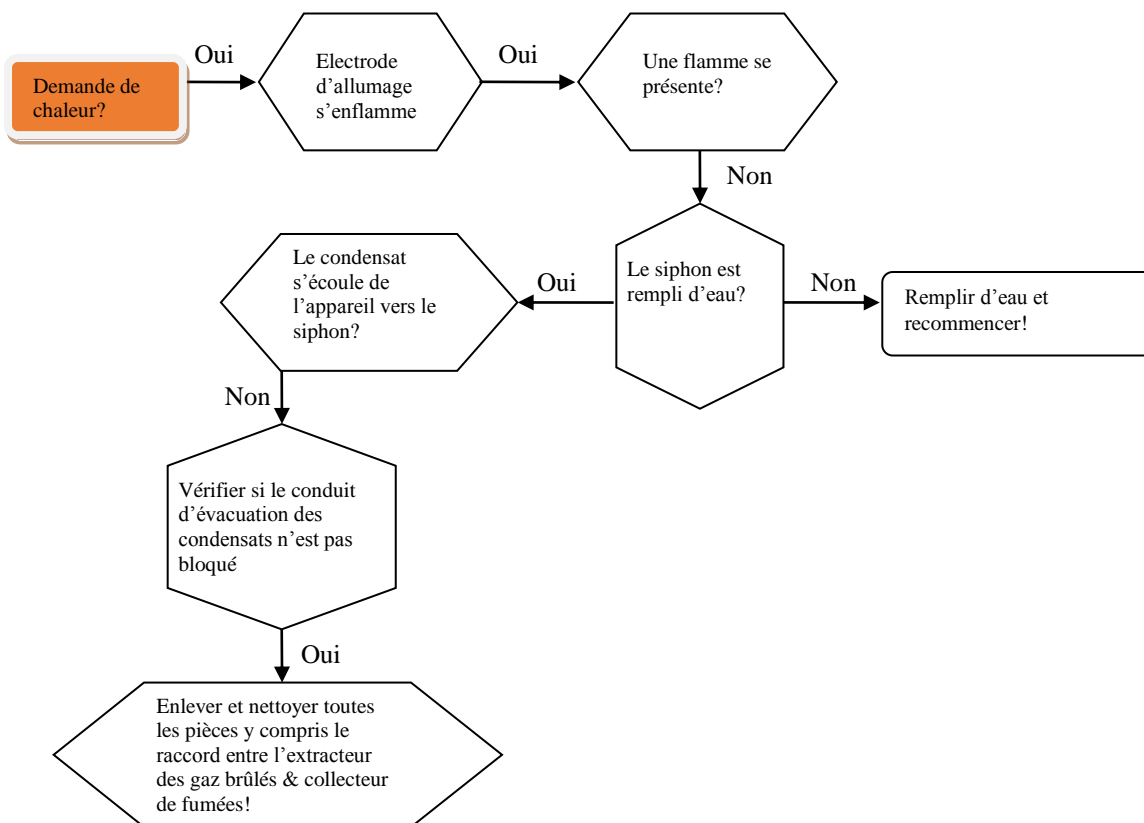 Demande de
chaleur?
Oui
Electrode
d’allumage
s’enflamme
Oui
Une flamme se
présente?
Non
Le siphon est
rempli d’eau?
Non
Remplir d’eau et
recommencer!
Oui
Le condensat
s’écoule de
l’appareil vers le
siphon?
Non
Vérifier si le conduit
d’évacuation des
condensats n’est pas
bloqué
Oui
Enlever et nettoyer toutes
les pièces y compris le
raccord entre l’extracteur
des gaz brûlés & collecteur
de fumées!